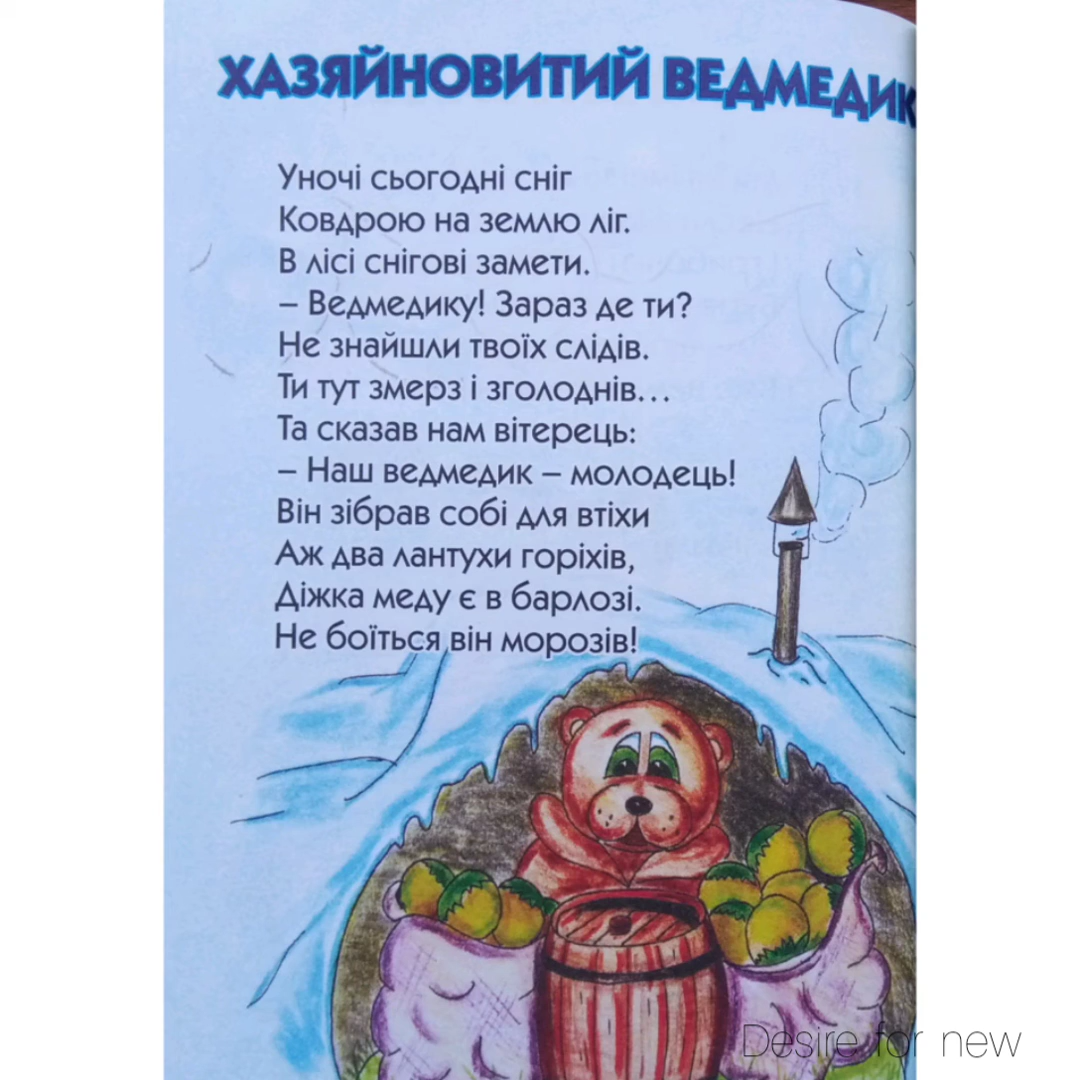 ХАЗЯЙНОВИТИЙ ВЕДМЕДИК
Уночі сьогодні сніг
Ковдрою на землю ліг.
В лісі снігові замети.
– Ведмедику! Зараз де ти?
Не знайшли твоїх слідів.
Ти тут змерз і зголоднів...
Та сказав нам вітерець:
– Наш ведмедик – молодець!
Він зібрав собі для втіхи
Аж два лантухи горіхів,
Діжка меду є в барлозі.
Не боїться він морозів!
Desire for new